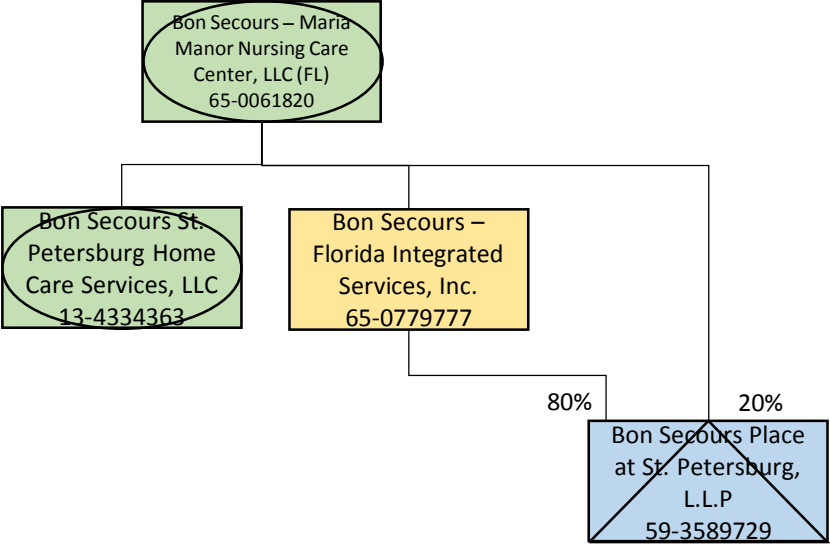 Bon Secours – Maria
Manor Nursing Care
Center, LLC (FL)
65-0061820
Bon Secours St.
Petersburg Home
Care Services, LLC
13-4334363
Bon Secours –
Florida Integrated
Services, Inc.
65-0779777
80%
20%
Bon Secours Place
at St. Petersburg,
L.L.P
59-3589729